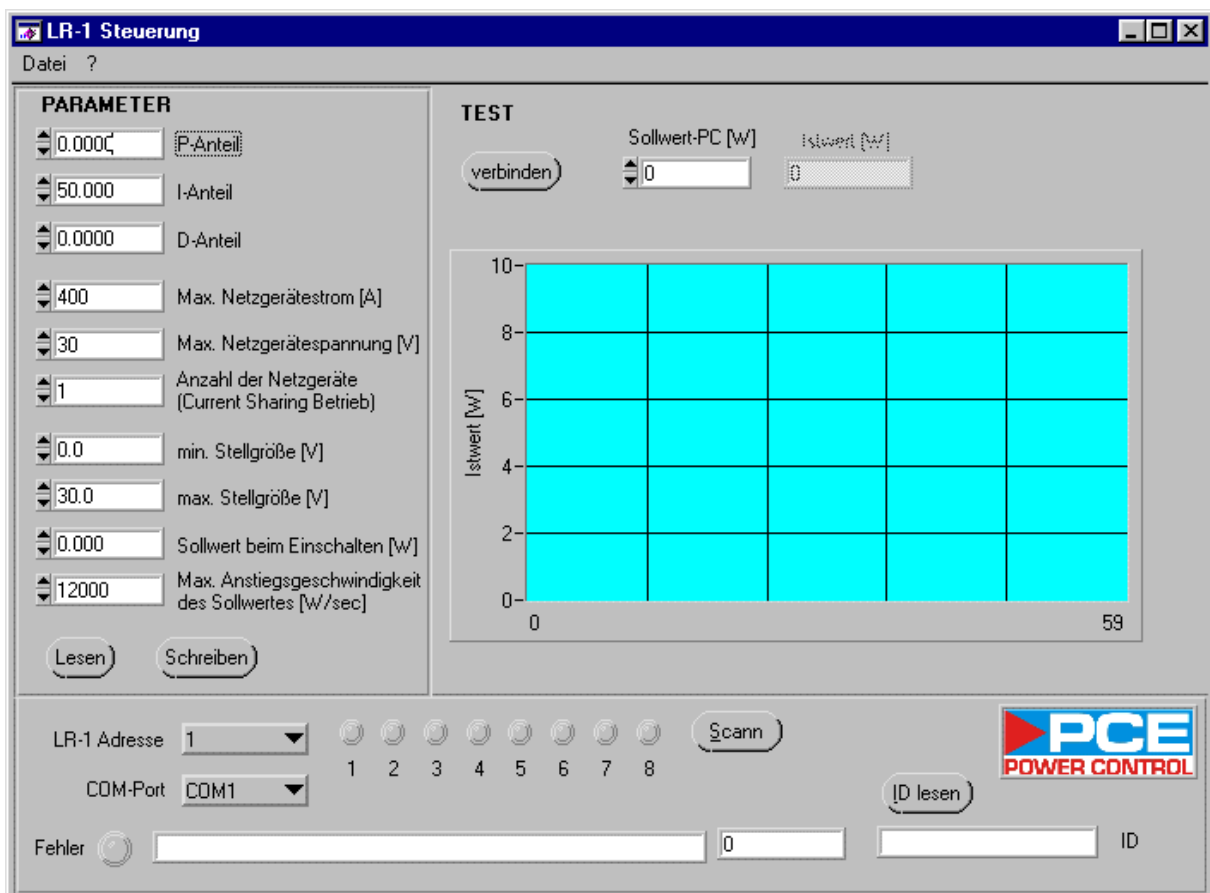 LR-1 Steuerung
Datei ?
PARAMETER
0.0000 P-Anteil
50.000 I-Anteil
0.0000 D-Anteil
400 Max. Netzgerätestrom [A]
30 Max. Netzgerätespannung [V]
1 Anzahl der Netzgeräte
(Current Sharing Betrieb)
0.0 min. Stellgröße [V]
30.0 max. Stellgröße [V]
0.000 Sollwert beim Einschalten [W]
12000 Max. Anstiegsgeschwindigkeit
des Sollwertes [W/sec]
Lesen Schreiben
TEST
Sollwert-PC [W] Istwert [W]
verbinden 0 0
Istwert [W]
10
8
6
4
2
0
0 59
LR-1 Adresse 1
1 2 3 4 5 6 7 8
Scann
COM-Port COM1
PCE
POWER CONTROL
ID lesen
Fehler 0 ID